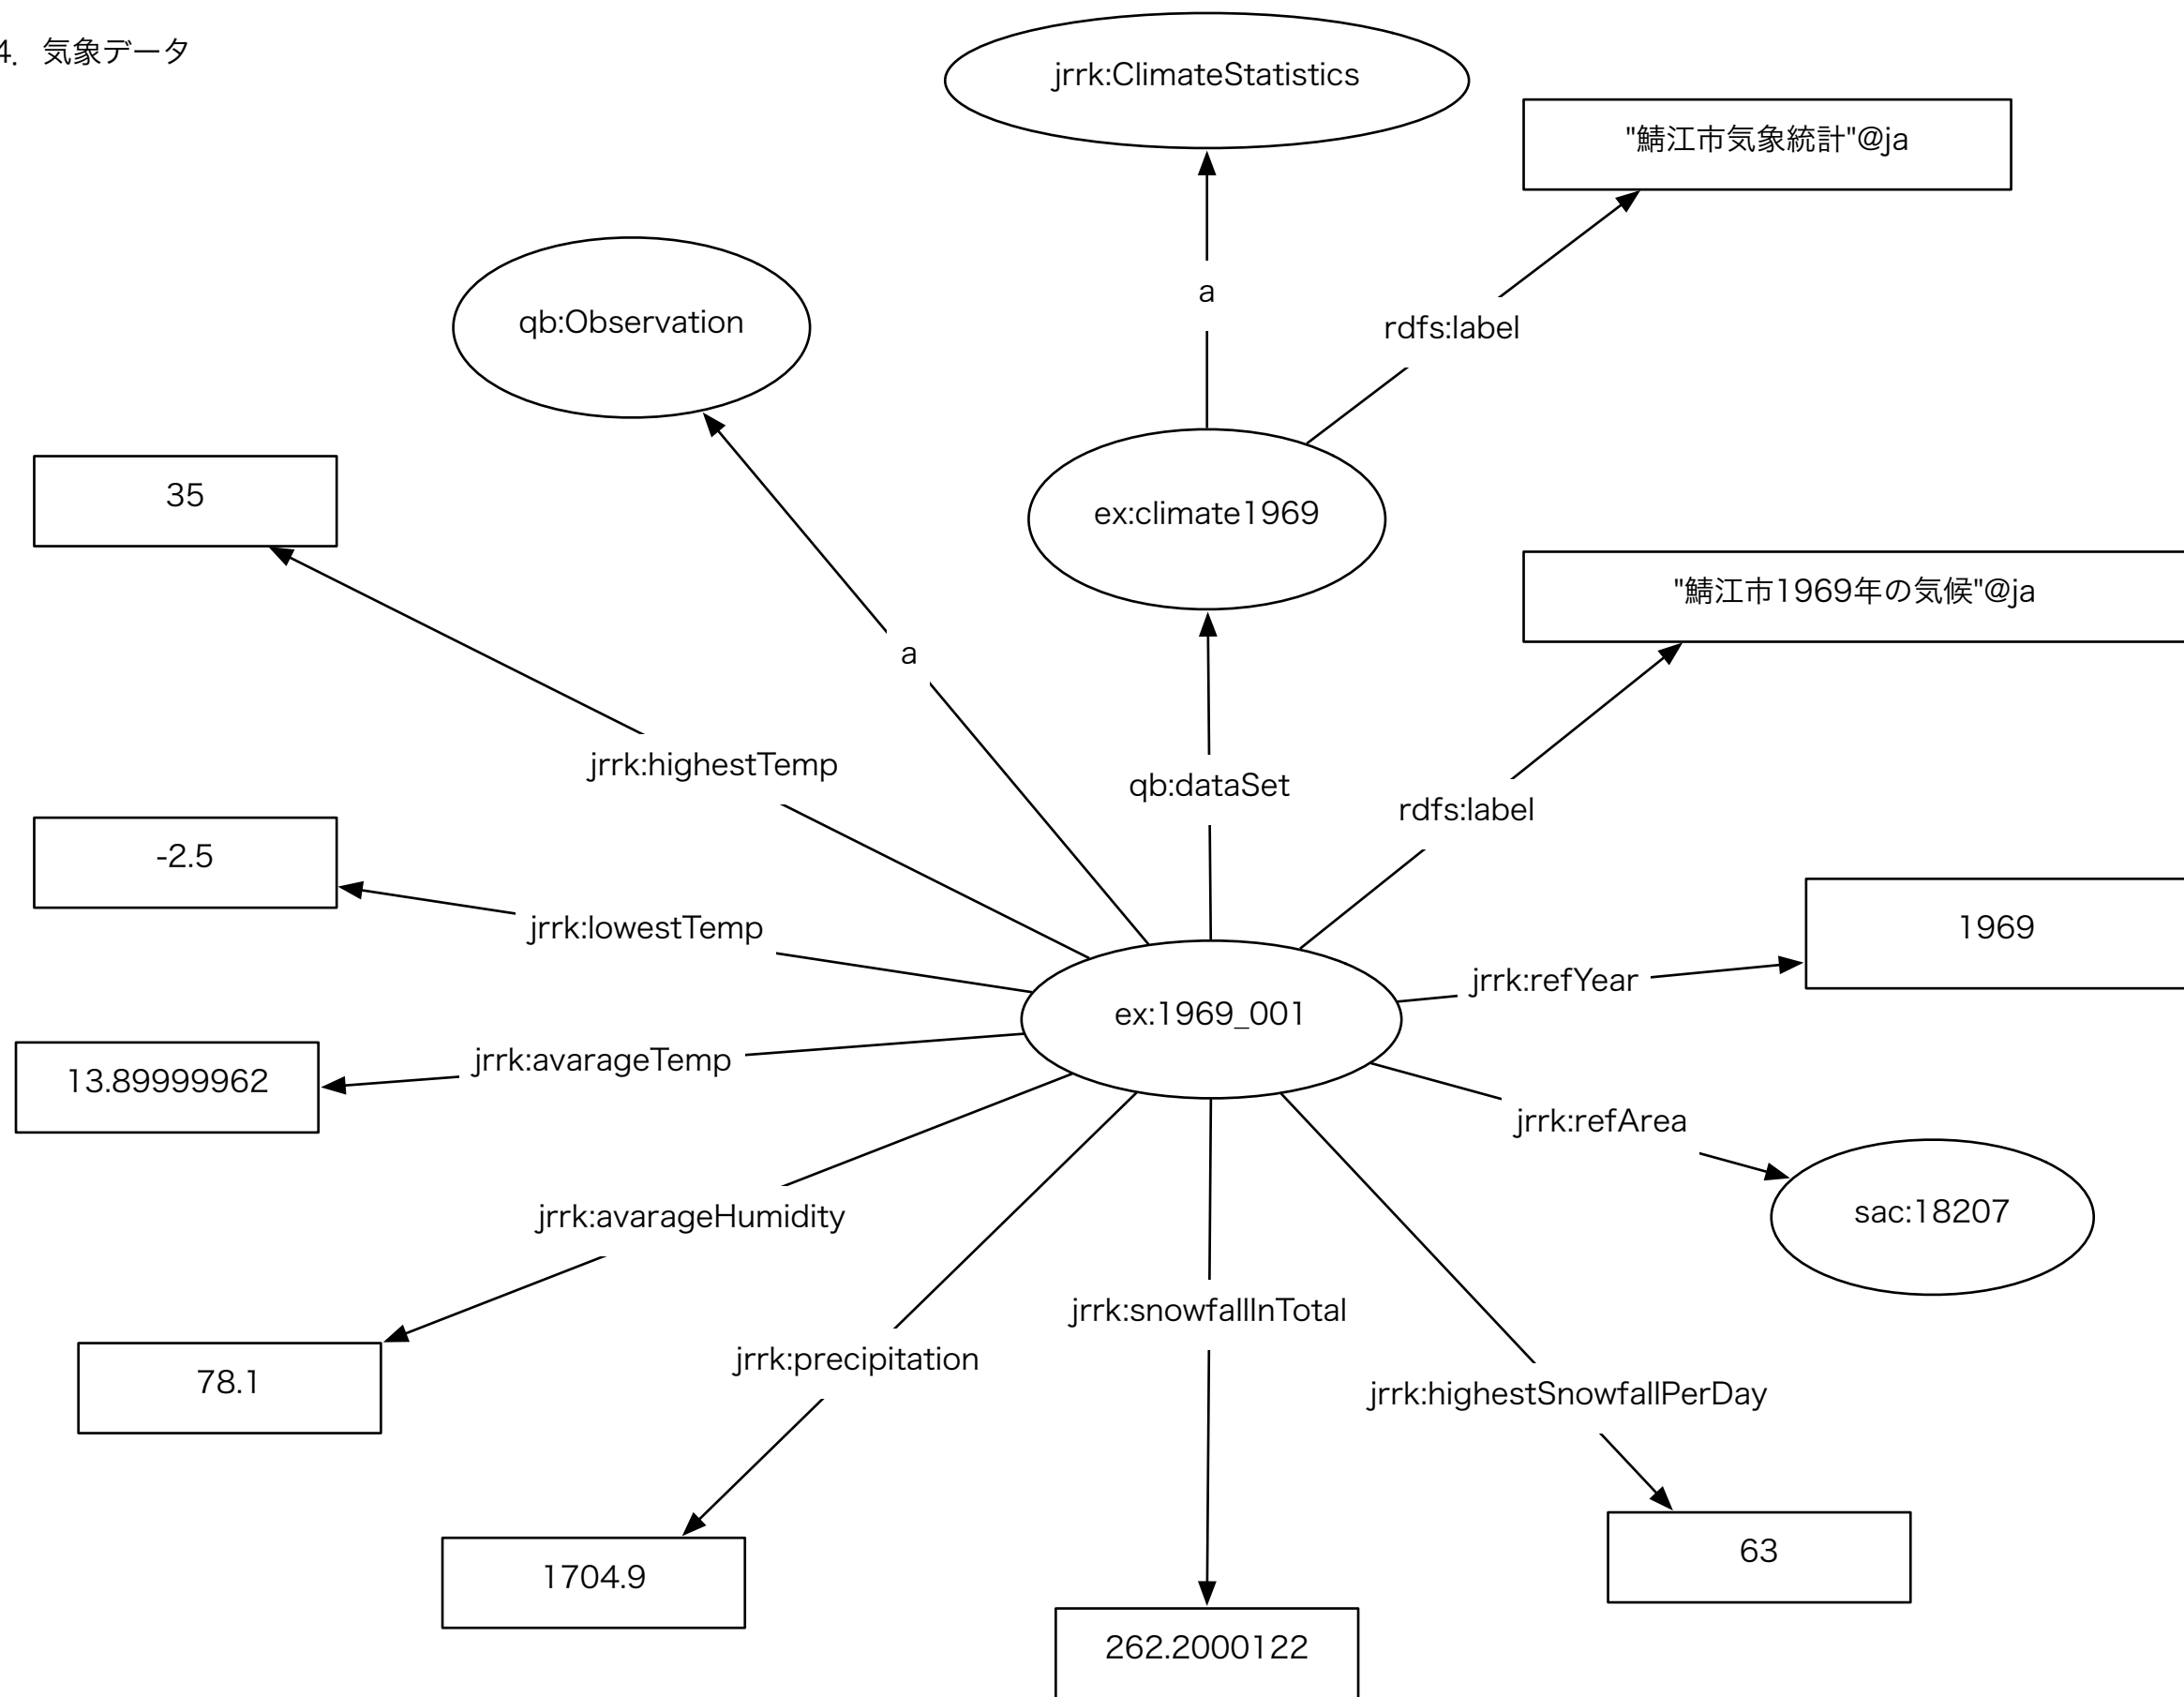 4. 気象データ
jrrk:ClimateStatistics
"鯖江市気象統計"@ja
a
rdfs:label
qb:Observation
35
ex:climate1969
"鯖江市1969年の気候"@ja
a
jrrk:highestTemp
qb:dataSet
rdfs:label
-2.5
jrrk:lowestTemp
1969
jrrk:refYear
ex:1969_001
13.89999962
jrrk:avarageTemp
jrrk:refArea
sac:18207
jrrk:avarageHumidity
jrrk:snowfallInTotal
78.1
jrrk:precipitation
jrrk:highestSnowfallPerDay
1704.9
63
262.2000122